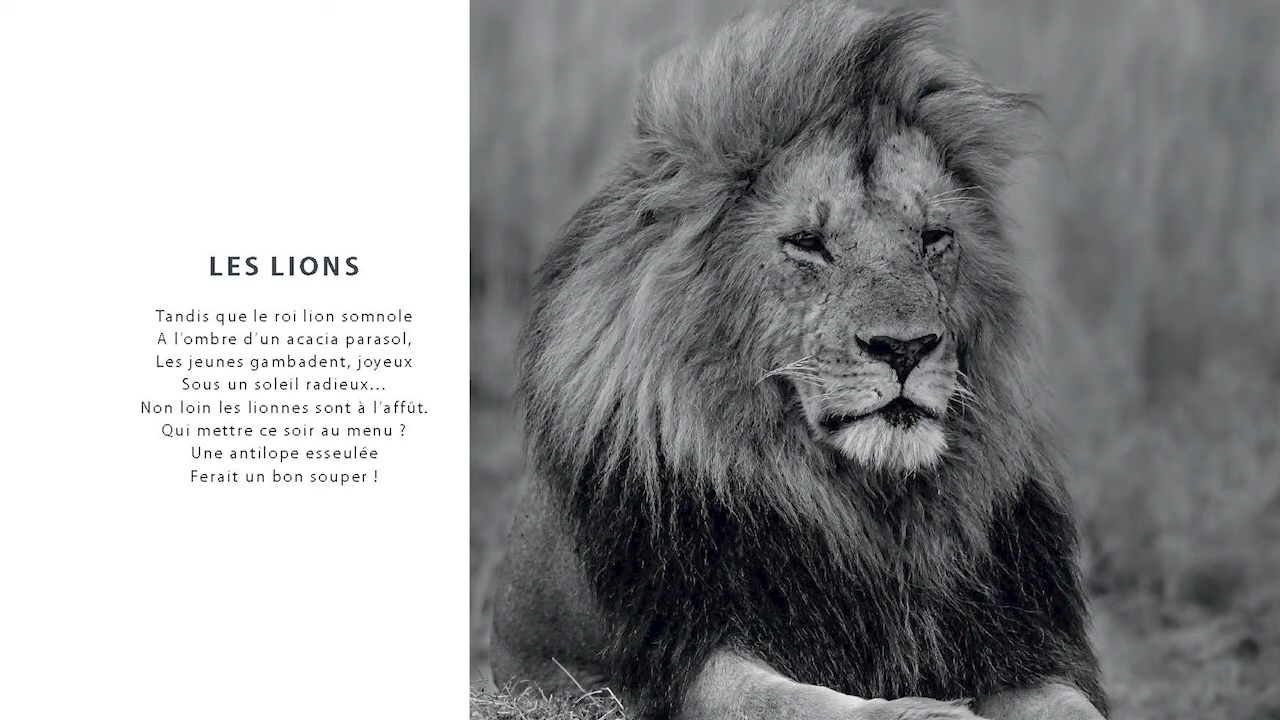 LES LIONS
Tandis que le roi lion somnole
A l'ombre d'un acacia parasol,
Les jeunes gambadent, joyeux
Sous un soleil radieux...
Non loin les lionnes sont à l'affût.
Qui mettre ce soir au menu ?
Une antilope esseulée
Ferait un bon souper !